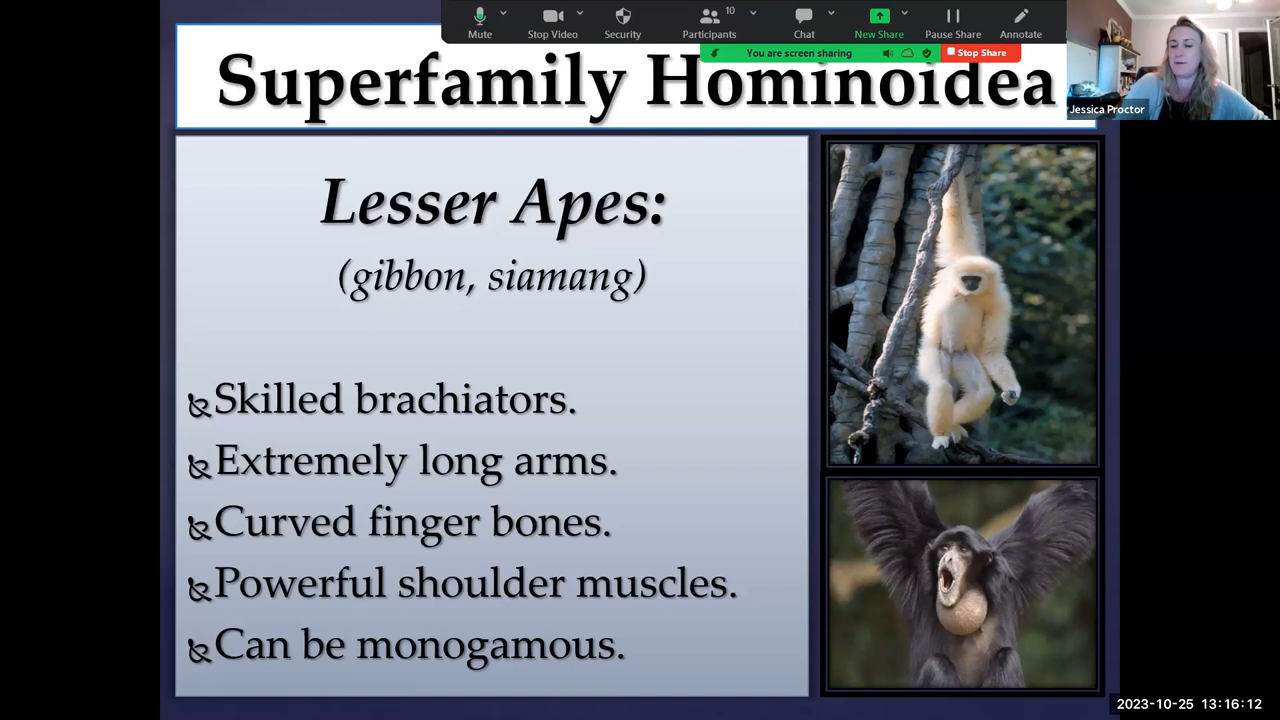 10
Mute
Stop Video
Security
Participants
Chat
New Share
Pause Share
Annotate
You are screen sharing
Stop Share
Jessica Proctor
Superfamily Hominoidea
Lesser Apes:
(gibbon, siamang)
Skilled brachiators.
Extremely long arms.
Curved finger bones.
Powerful shoulder muscles.
Can be monogamous.
2023-10-25 13:16:12